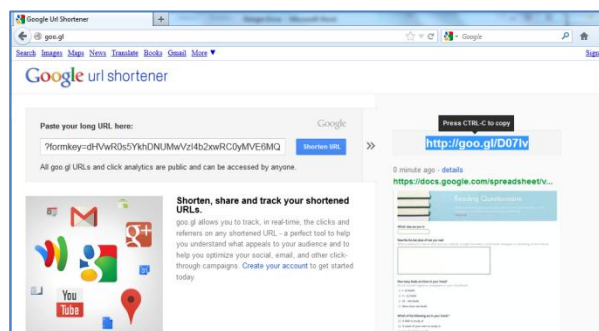 Google Url Shortener
goo.gl
Google
Search Images Maps News Translate Books Gmail More ▼
Sign
Google url shortener
Paste your long URL here:
Google
?formkey=dHVwR0s5YkhDNUMwVzI4b2xwRC0yMVE6MQ
Shorten URL
All goo.gl URLs and click analytics are public and can be accessed by anyone.
Press CTRL-C to copy
http://goo.gl/D07lv
0 minute ago - details
https://docs.google.com/spreadsheet/v...
Reading Questionnaire
Shorten, share and track your shortened
URLs.
goo.gl allows you to track, in real-time, the clicks and
referrers on any shortened URL - a perfect tool to help
you understand what appeals to your audience and to
help you optimize your social, email, and other click-
through campaigns. Create your account to get started
today.
You
Tube